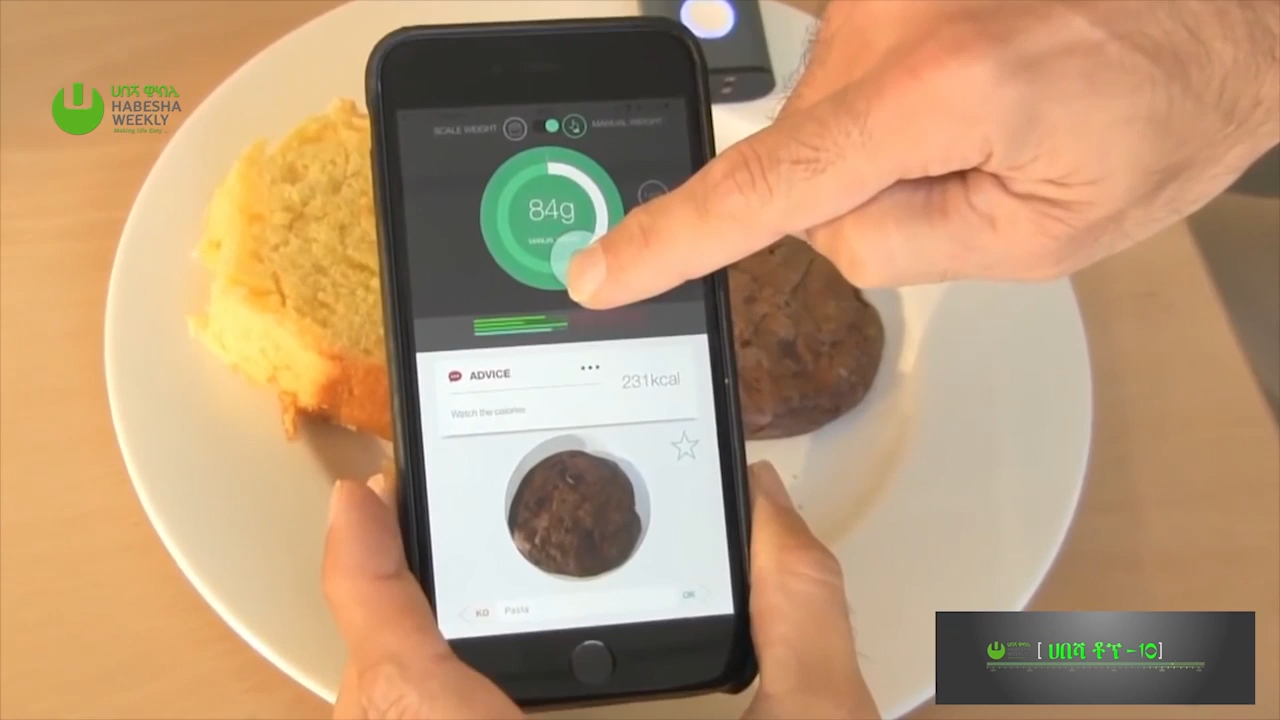 ሀበሻ ዊክሊ
HABESHA
WEEKLY
Making Life Easy ...
SCALE WEIGHT
MANUAL WEIGHT
84g
ADVICE
231kcal
Watch the calories
KO
Pasta
OK
[ ሀበሻ ቶፕ -10]